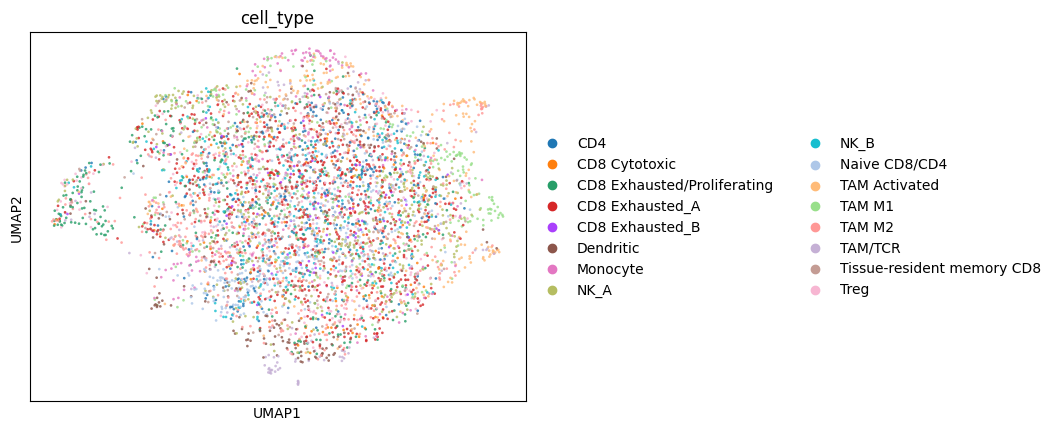 cell_type
UMAP2
UMAP1
CD4
CD8 Cytotoxic
CD8 Exhausted/Proliferating
CD8 Exhausted_A
CD8 Exhausted_B
Dendritic
Monocyte
NK_A
NK_B
Naive CD8/CD4
TAM Activated
TAM M1
TAM M2
TAM/TCR
Tissue-resident memory CD8
Treg